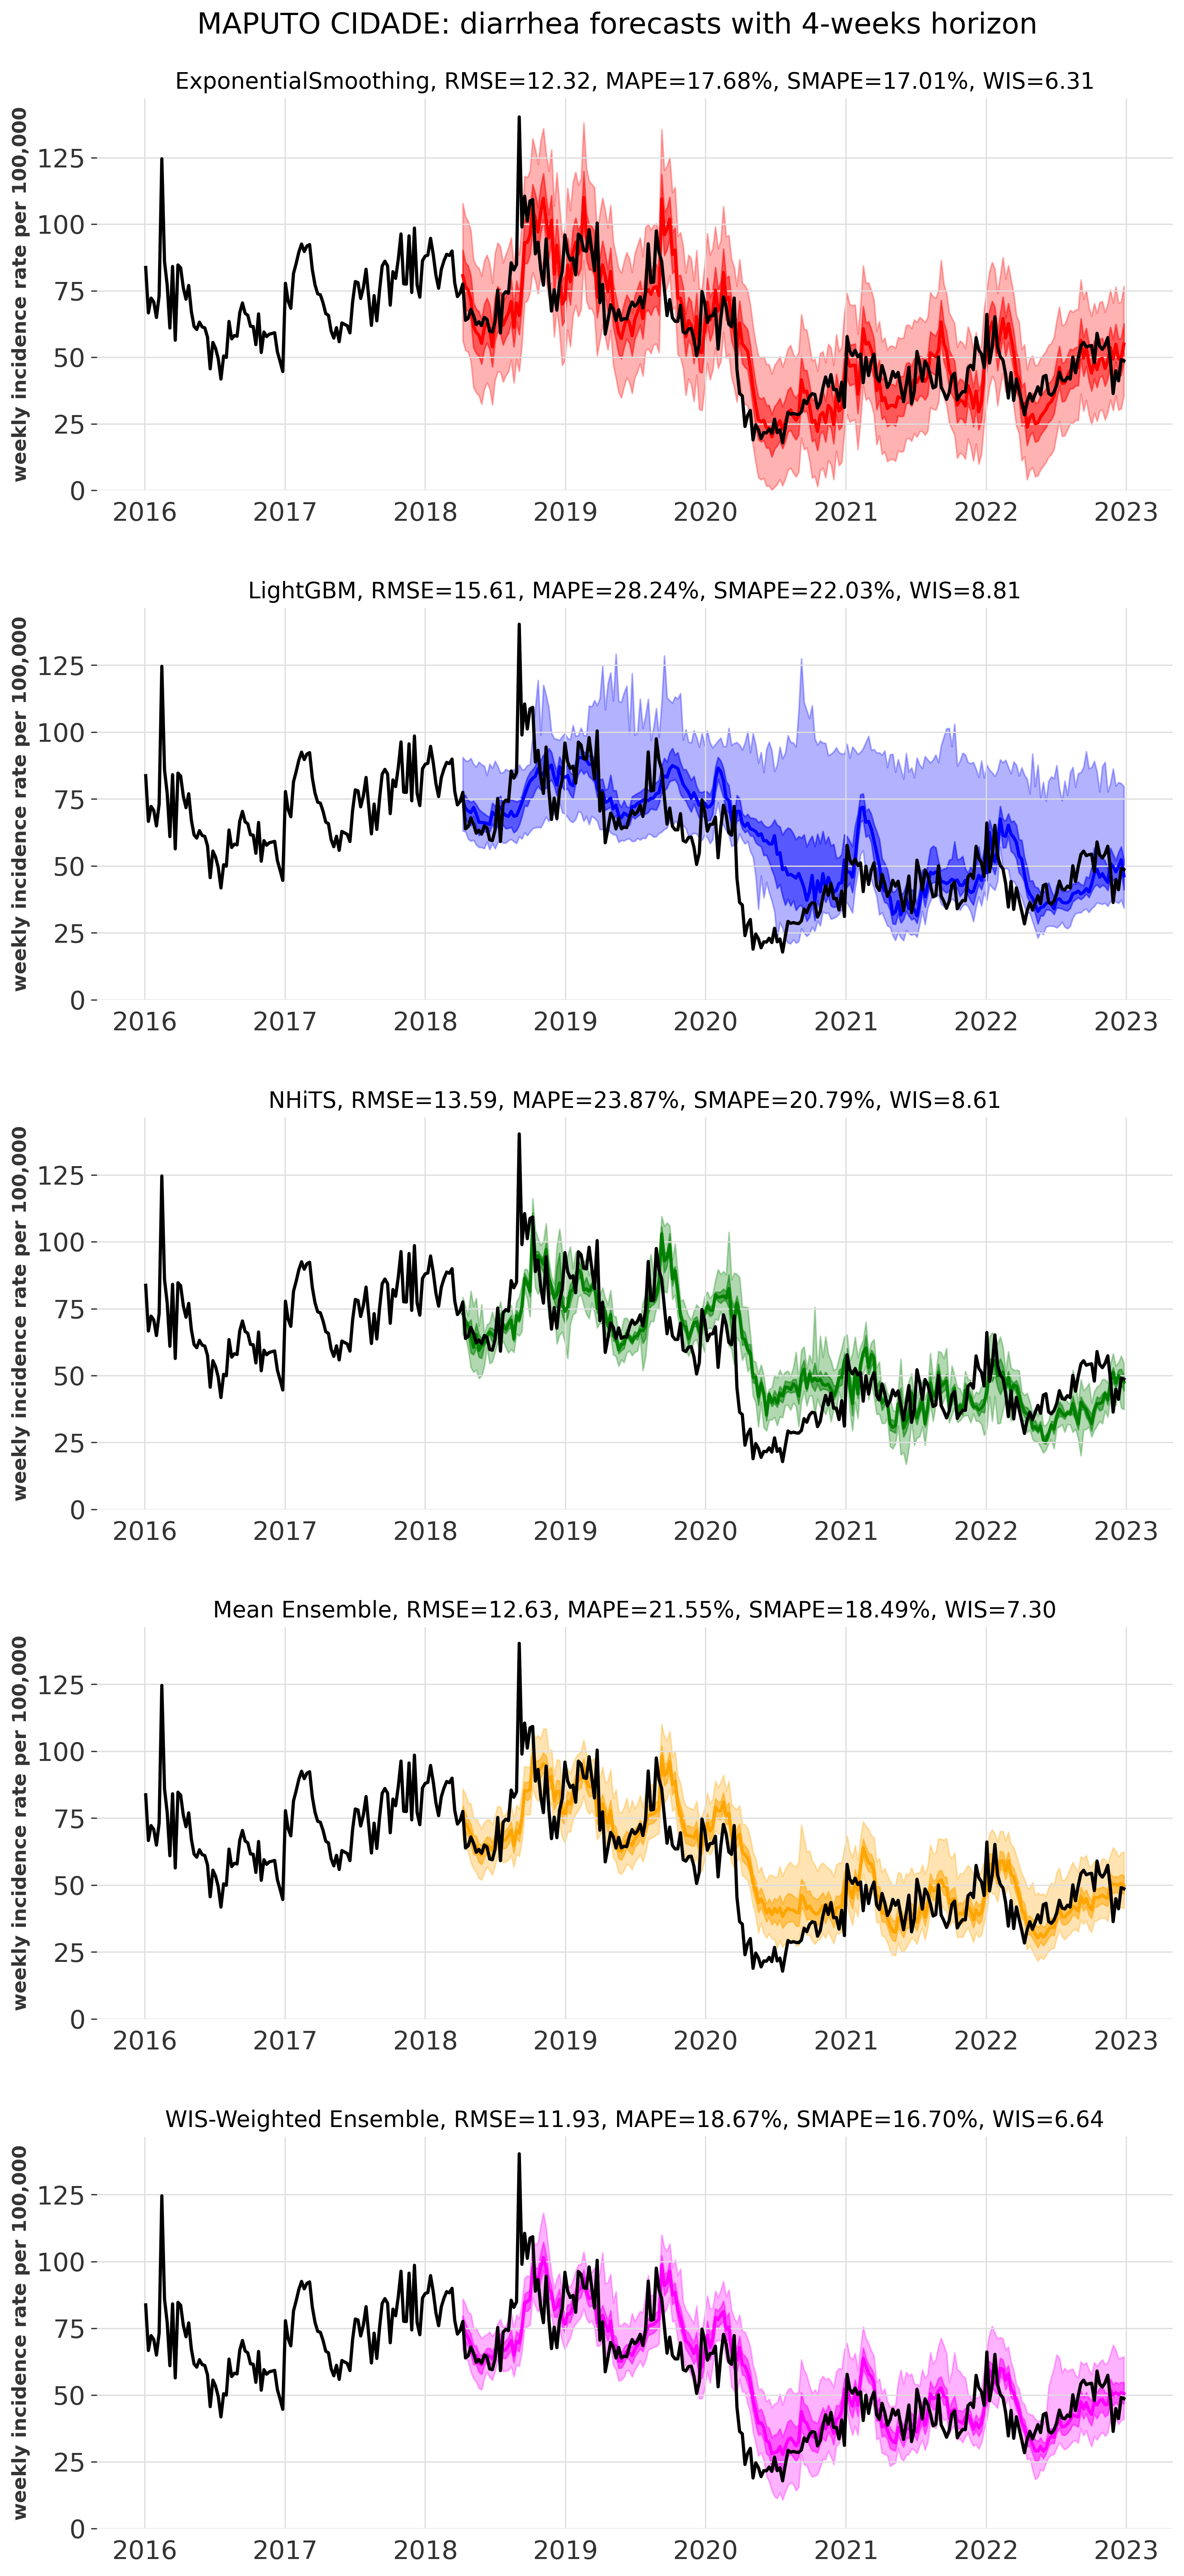 MAPUTO CIDADE: diarrhea forecasts with 4-weeks horizon
ExponentialSmoothing, RMSE=12.32, MAPE=17.68%, SMAPE=17.01%, WIS=6.31
weekly incidence rate per 100,000
125
100
75
50
25
0
2016 2017 2018 2019 2020 2021 2022 2023
LightGBM, RMSE=15.61, MAPE=28.24%, SMAPE=22.03%, WIS=8.81
weekly incidence rate per 100,000
125
100
75
50
25
0
2016 2017 2018 2019 2020 2021 2022 2023
NHiTS, RMSE=13.59, MAPE=23.87%, SMAPE=20.79%, WIS=8.61
weekly incidence rate per 100,000
125
100
75
50
25
0
2016 2017 2018 2019 2020 2021 2022 2023
Mean Ensemble, RMSE=12.63, MAPE=21.55%, SMAPE=18.49%, WIS=7.30
weekly incidence rate per 100,000
125
100
75
50
25
0
2016 2017 2018 2019 2020 2021 2022 2023
WIS-Weighted Ensemble, RMSE=11.93, MAPE=18.67%, SMAPE=16.70%, WIS=6.64
weekly incidence rate per 100,000
125
100
75
50
25
0
2016 2017 2018 2019 2020 2021 2022 2023